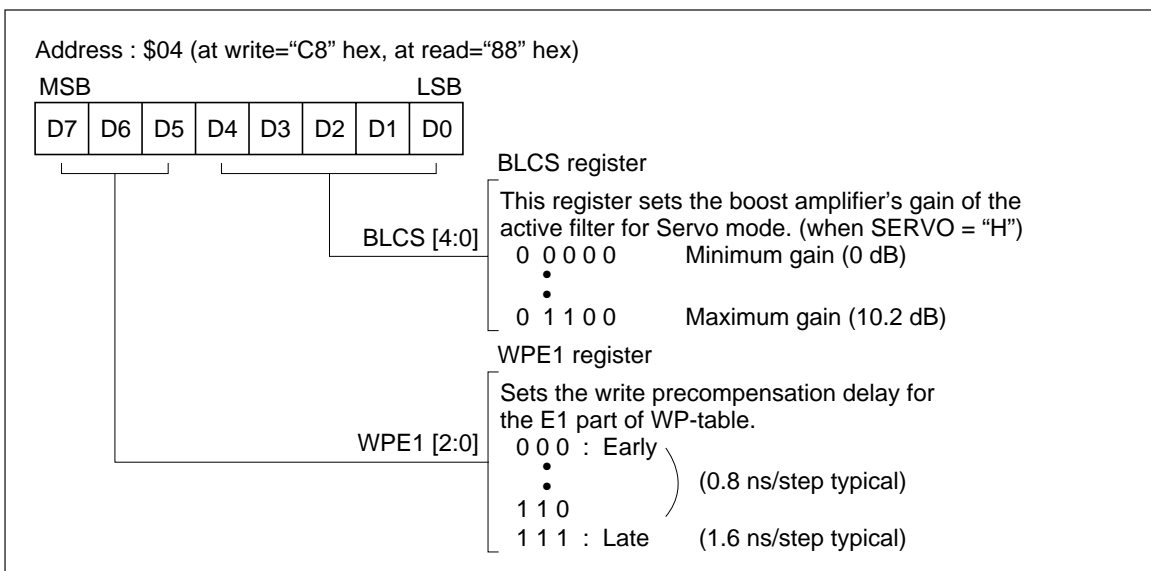 Address : $04 (at write=“C8” hex, at read=“88” hex)
MSB LSB
D7 D6 D5 D4 D3 D2 D1 D0
BLCS register
This register sets the boost amplifier’s gain of the
active filter for Servo mode. (when SERVO = “H”)
BLCS [4:0]
0 0 0 0 0 Minimum gain (0 dB)
•
•
0 1 1 0 0 Maximum gain (10.2 dB)
WPE1 register
Sets the write precompensation delay for
the E1 part of WP-table.
WPE1 [2:0]
0 0 0 : Early
•
• (0.8 ns/step typical)
1 1 0
1 1 1 : Late (1.6 ns/step typical)